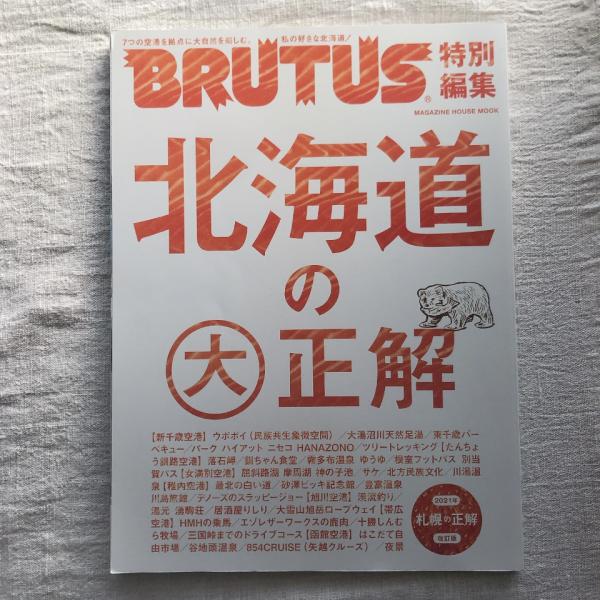 7つの空港を拠点に大自然を愉しむ。 私の好きな北海道/
BRUTUS® 特別編集
MAGAZINE HOUSE MOOK
北海道
の
大正解
【新千歳空港】ウポポイ（民族共生象徴空間）／大湯沼川天然足湯／東千歳バー
ベキュー／パーク ハイアット ニセコ HANAZONO／ツリートレッキング【たんちょ
う釧路空港】落石岬／釧ちゃん食堂／霧多布温泉 ゆうゆ／根室フットパス 別当
賀パス【女満別空港】屈斜路湖 摩周湖 神の子池／サケ／北方民族文化／川湯温
泉【稚内空港】最北の白い道／砂澤ビッキ記念館／豊富温泉
川島旅館／テノーズのスラッピージョー【旭川空港】渓流釣り／
湯元 湧駒荘／居酒屋りしり／大雪山旭岳ロープウェイ【帯広
空港】HMHの乗馬／エゾレザーワークスの鹿肉／十勝しんむ
ら牧場／三国峠までのドライブコース【函館空港】はこだて自
由市場／谷地頭温泉／854CRUISE（矢越クルーズ）／夜景
2021年
札幌の正解
改訂版